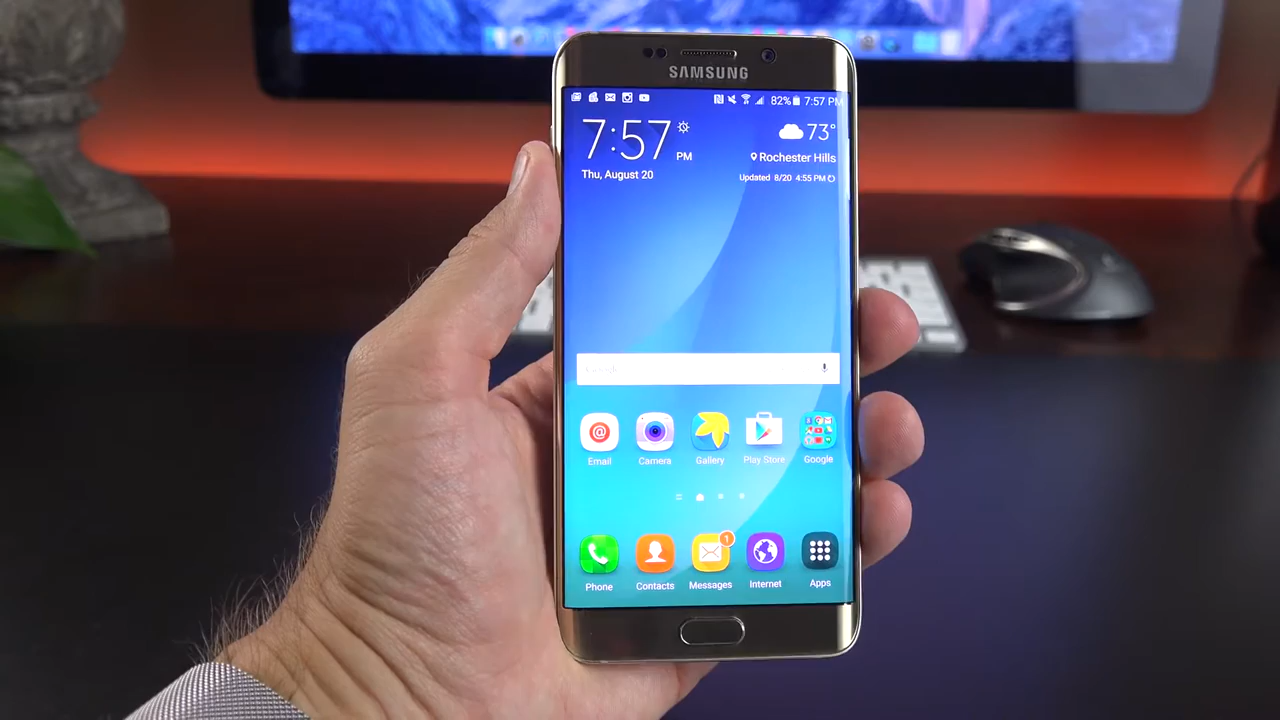 SAMSUNG
82% 7:57 PM
7:57 PM
73°
Thu, August 20
Rochester Hills
Updated 8/20 4:55 PM
Email
Camera
Gallery
Play Store
Google
1
Phone
Contacts
Messages
Internet
Apps